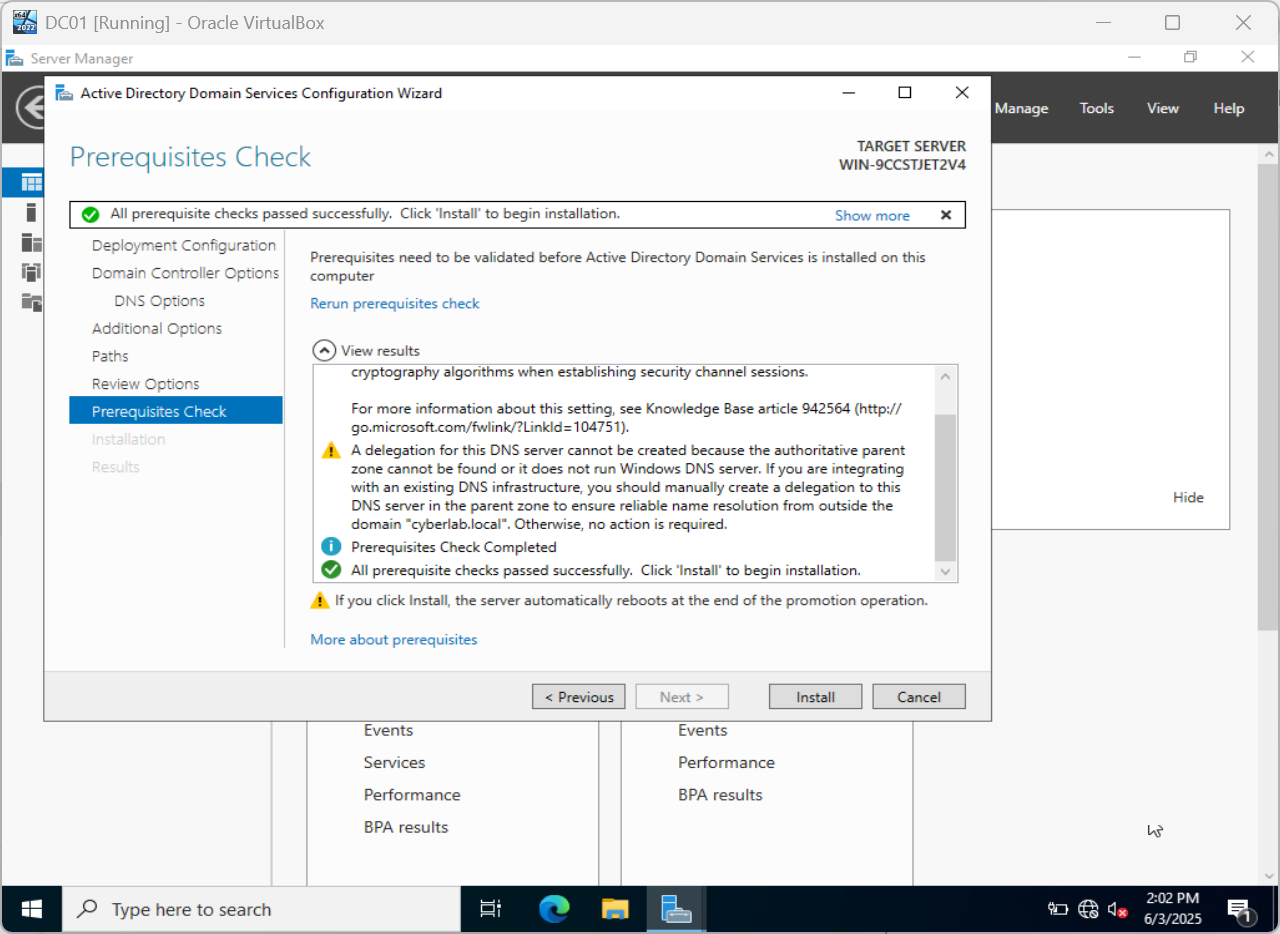 DC01 [Running] - Oracle VirtualBox
Server Manager
Manage Tools View Help
Active Directory Domain Services Configuration Wizard
Prerequisites Check
TARGET SERVER
WIN-9CCSTJET2V4
All prerequisite checks passed successfully.  Click 'Install' to begin installation.
Show more
Deployment Configuration
Domain Controller Options
DNS Options
Additional Options
Paths
Review Options
Prerequisites Check
Installation
Results
Prerequisites need to be validated before Active Directory Domain Services is installed on this
computer
Rerun prerequisites check
View results
cryptography algorithms when establishing security channel sessions.
For more information about this setting, see Knowledge Base article 942564 (http://
go.microsoft.com/fwlink/?LinkId=104751).
A delegation for this DNS server cannot be created because the authoritative parent
zone cannot be found or it does not run Windows DNS server. If you are integrating
with an existing DNS infrastructure, you should manually create a delegation to this
DNS server in the parent zone to ensure reliable name resolution from outside the
domain "cyberlab.local". Otherwise, no action is required.
Prerequisites Check Completed
All prerequisite checks passed successfully.  Click 'Install' to begin installation.
If you click Install, the server automatically reboots at the end of the promotion operation.
More about prerequisites
< Previous
Next >
Install
Cancel
Hide
Events
Services
Performance
BPA results
Events
Performance
BPA results
Type here to search
2:02 PM
6/3/2025
1